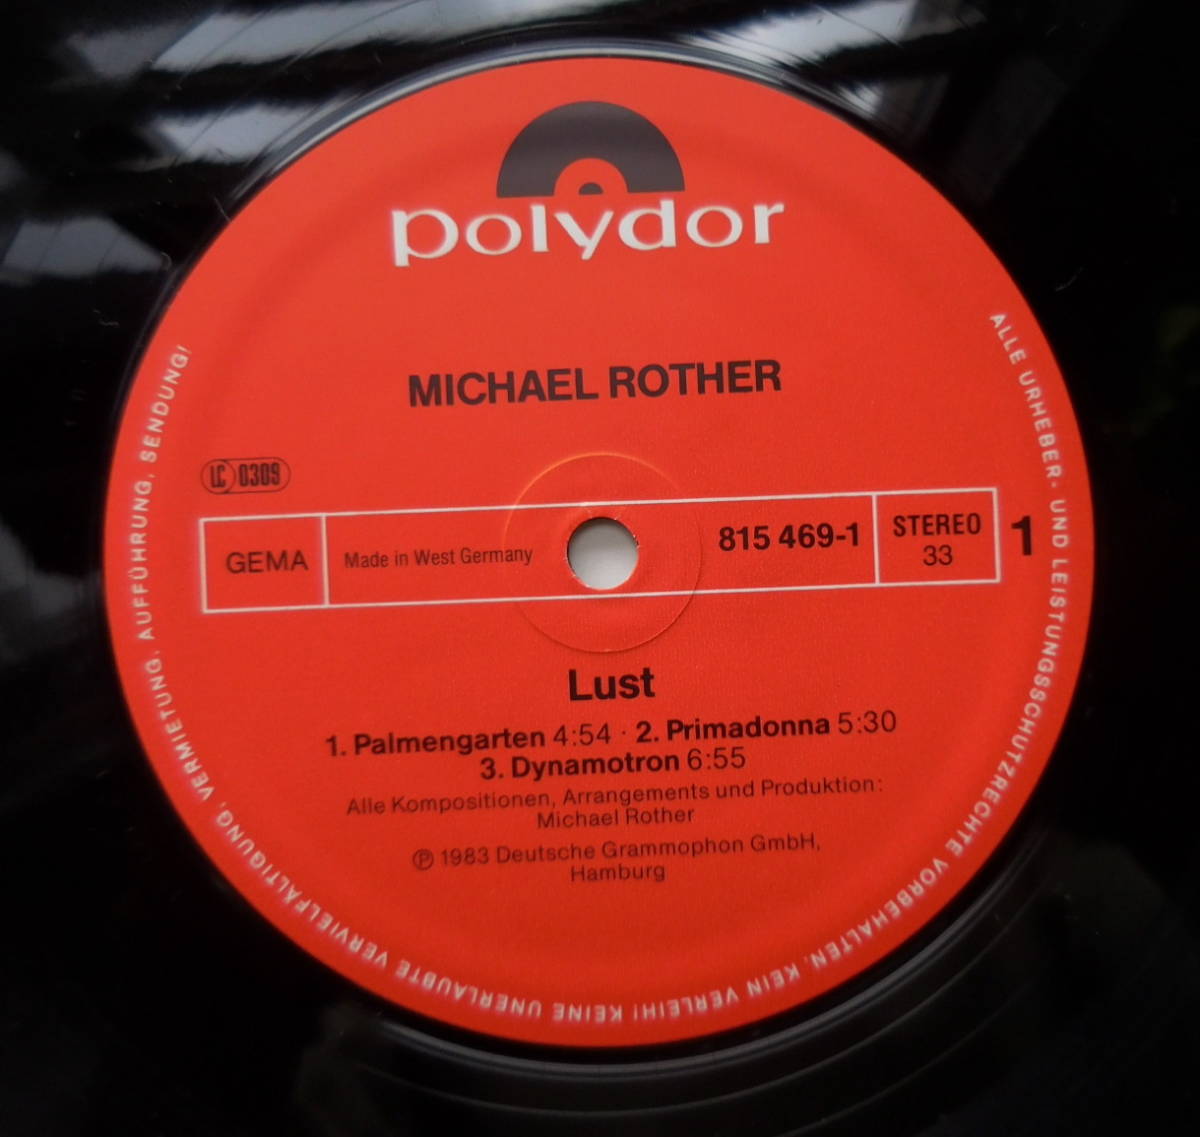 polydor
MICHAEL ROTHER
LC 0309
GEMA
Made in West Germany
815 469-1
STEREO
33
1
Lust
1. Palmengarten 4:54 · 2. Primadonna 5:30
3. Dynamotron 6:55
Alle Kompositionen, Arrangements und Produktion:
Michael Rother
℗ 1983 Deutsche Grammophon GmbH,
Hamburg
ALLE URHEBER- UND LEISTUNGSSCHUTZRECHTE VORBEHALTEN. KEIN VERLEIH! KEINE UNERLAUBTE VERVIELFÄLTIGUNG, VERMIETUNG, AUFFÜHRUNG, SENDUNG!